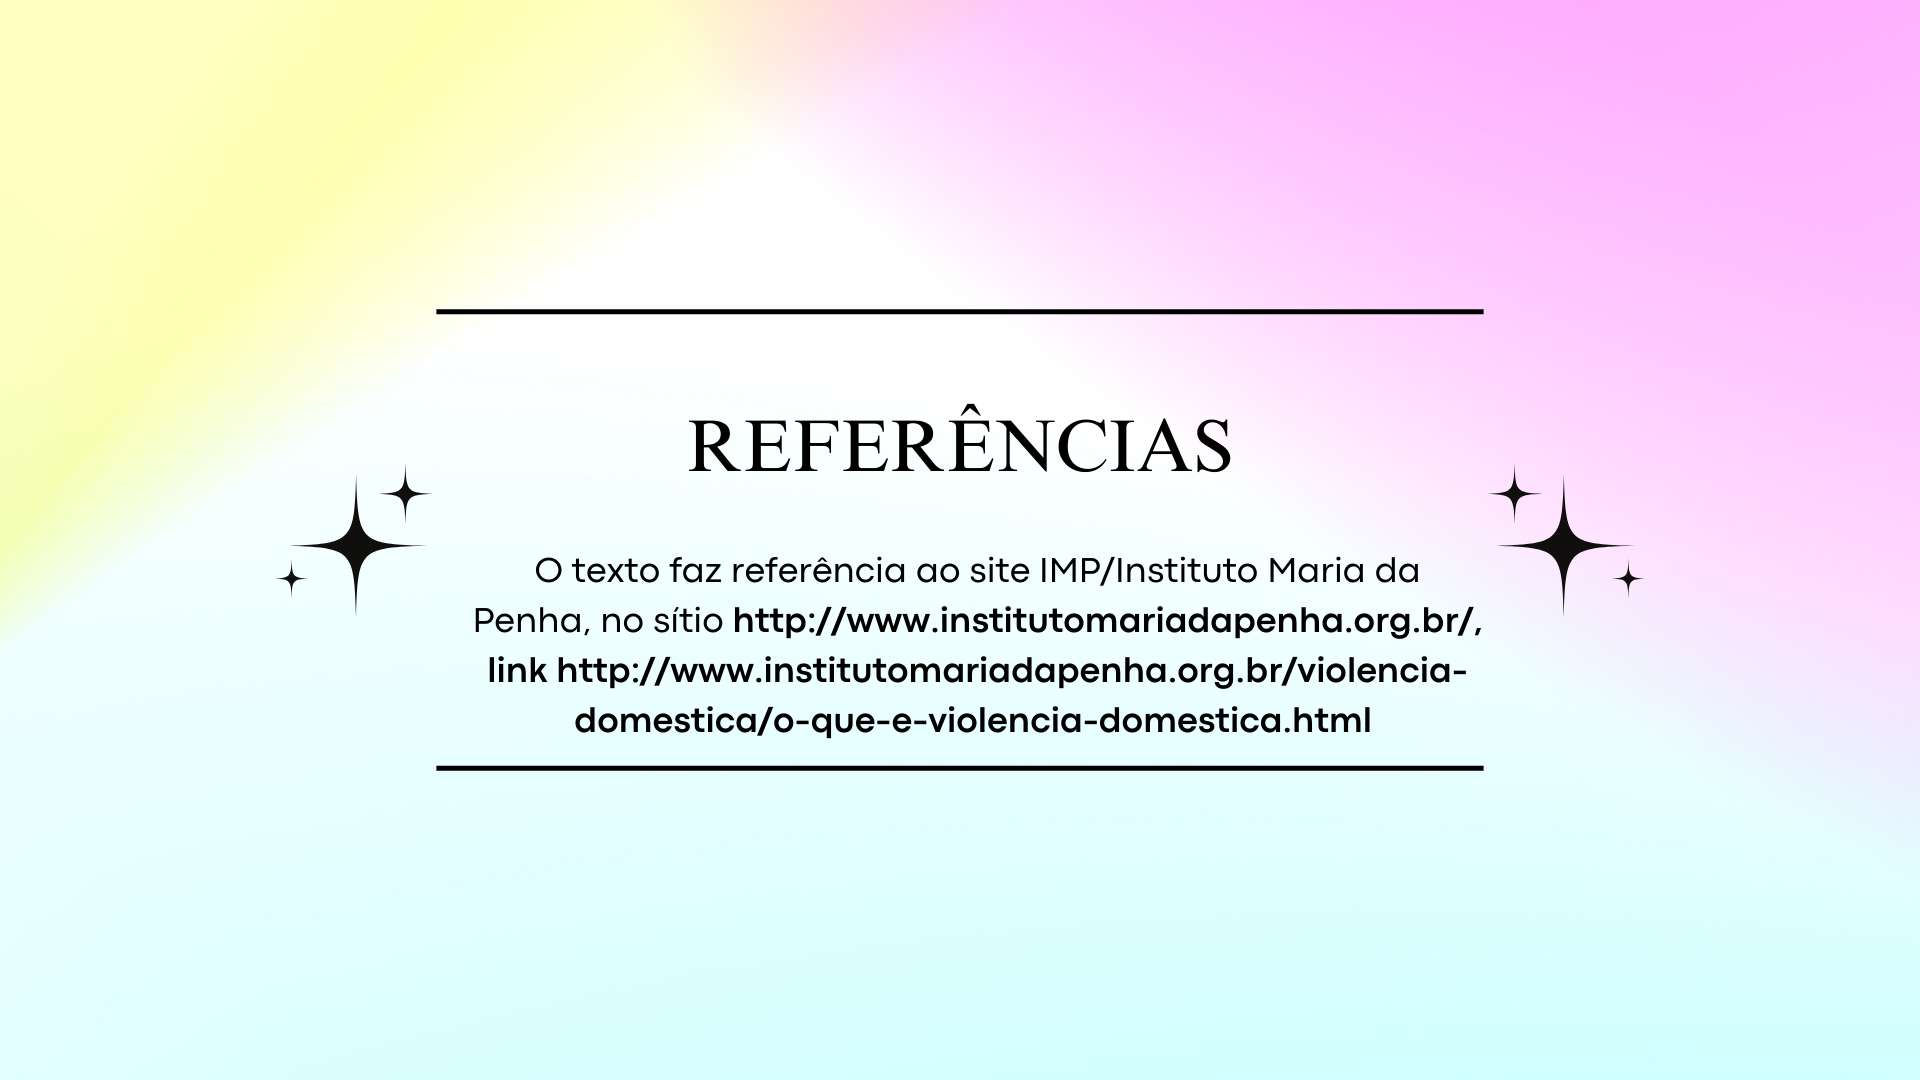 REFERÊNCIAS
O texto faz referência ao site IMP/Instituto Maria da
Penha, no sítio http://www.institutomariadapenha.org.br/,
link http://www.institutomariadapenha.org.br/violencia-
domestica/o-que-e-violencia-domestica.html